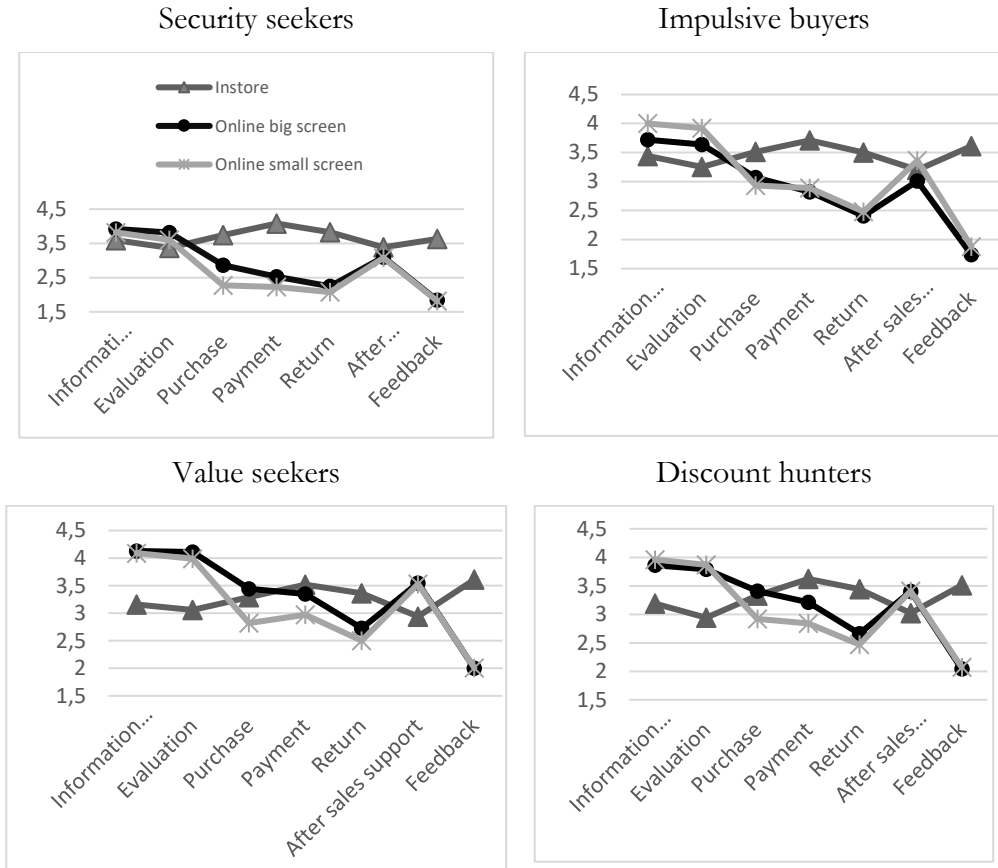 Security seekers
Instore
Online big screen
Online small screen
4,5
3,5
2,5
1,5
Informati...
Evaluation
Purchase
Payment
Return
After...
Feedback
Impulsive buyers
4,5
4
3,5
3
2,5
2
1,5
Information...
Evaluation
Purchase
Payment
Return
After sales...
Feedback
Value seekers
4,5
4
3,5
3
2,5
2
1,5
Information...
Evaluation
Purchase
Payment
Return
After sales support
Feedback
Discount hunters
4,5
4
3,5
3
2,5
2
1,5
Information...
Evaluation
Purchase
Payment
Return
After sales...
Feedback